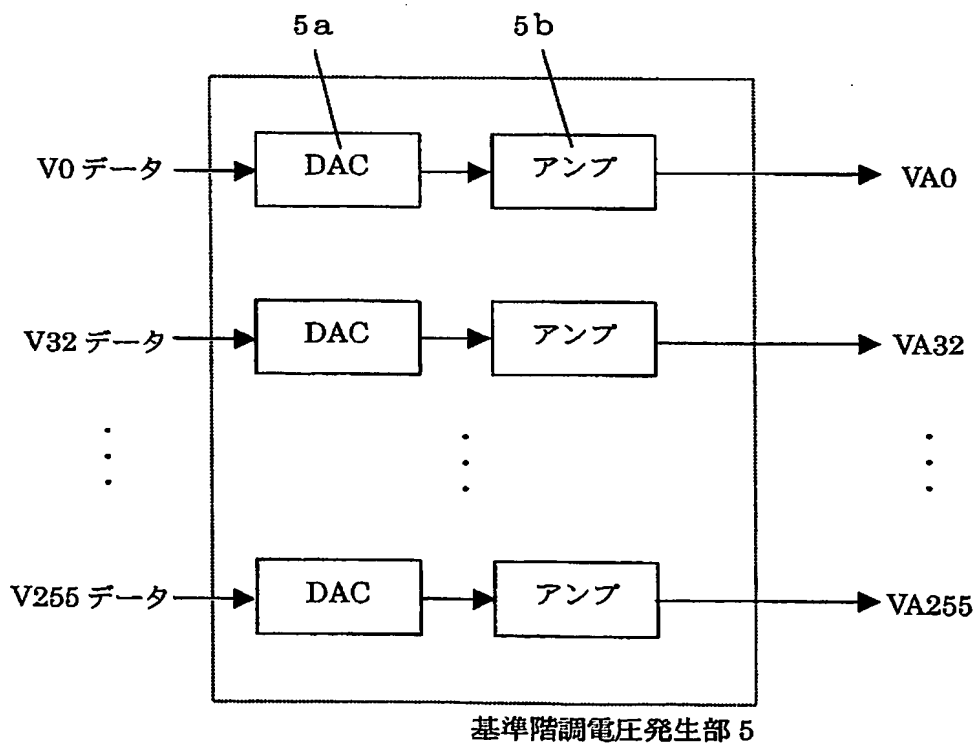 5a 5b
V0 データ DAC アンプ VA0
V32 データ DAC アンプ VA32
V255 データ DAC アンプ VA255
基準階調電圧発生部 5